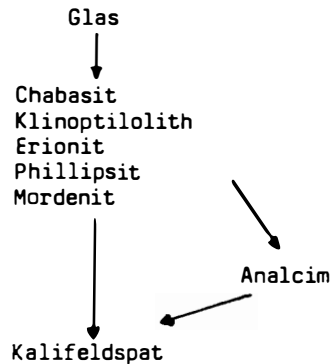 Glas
Chabasit
Klinoptilolith
Erionit
Phillipsit
Mordenit
Analcim
Kalifeldspat